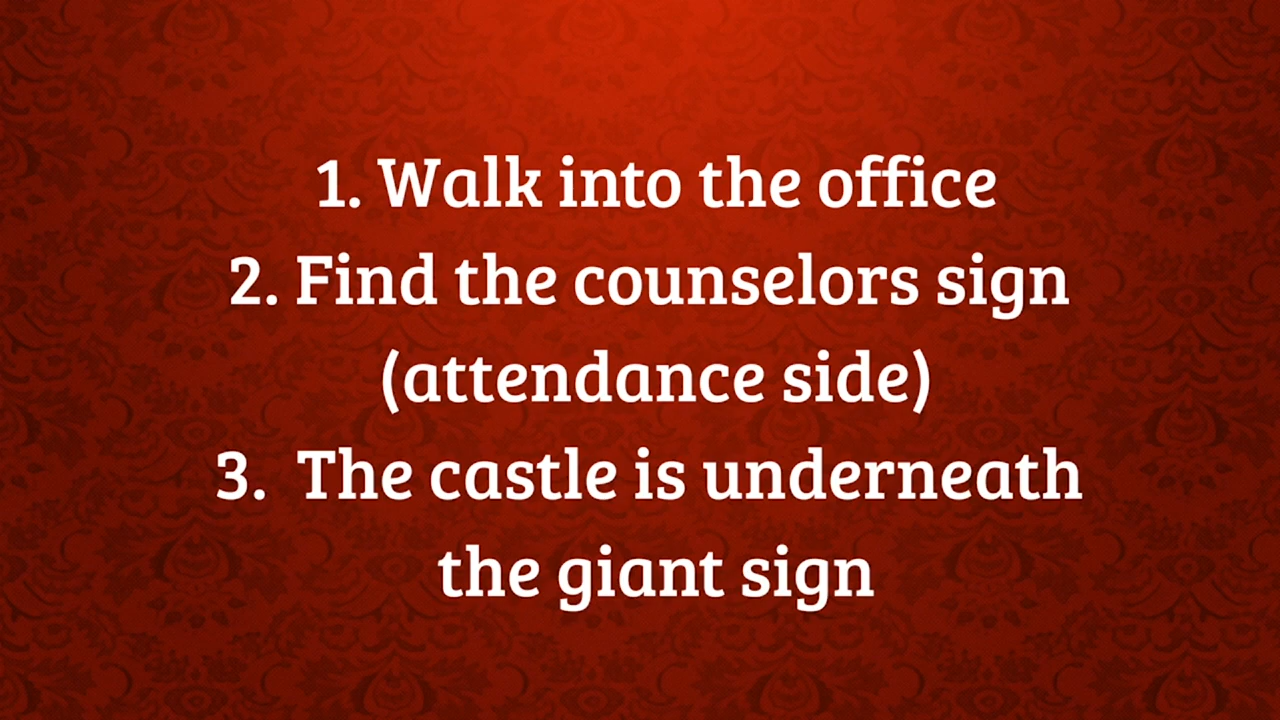 1. Walk into the office
2. Find the counselors sign
(attendance side)
3. The castle is underneath
the giant sign